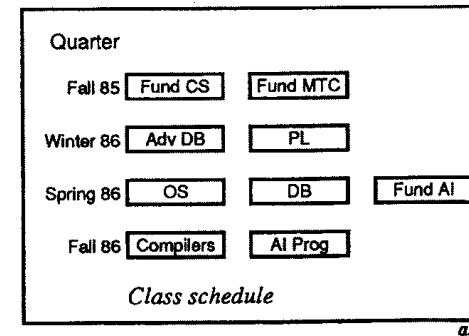 Quarter
Fall 85 Fund CS Fund MTC
Winter 86 Adv DB PL
Spring 86 OS DB Fund AI
Fall 86 Compilers AI Prog
Class schedule
a